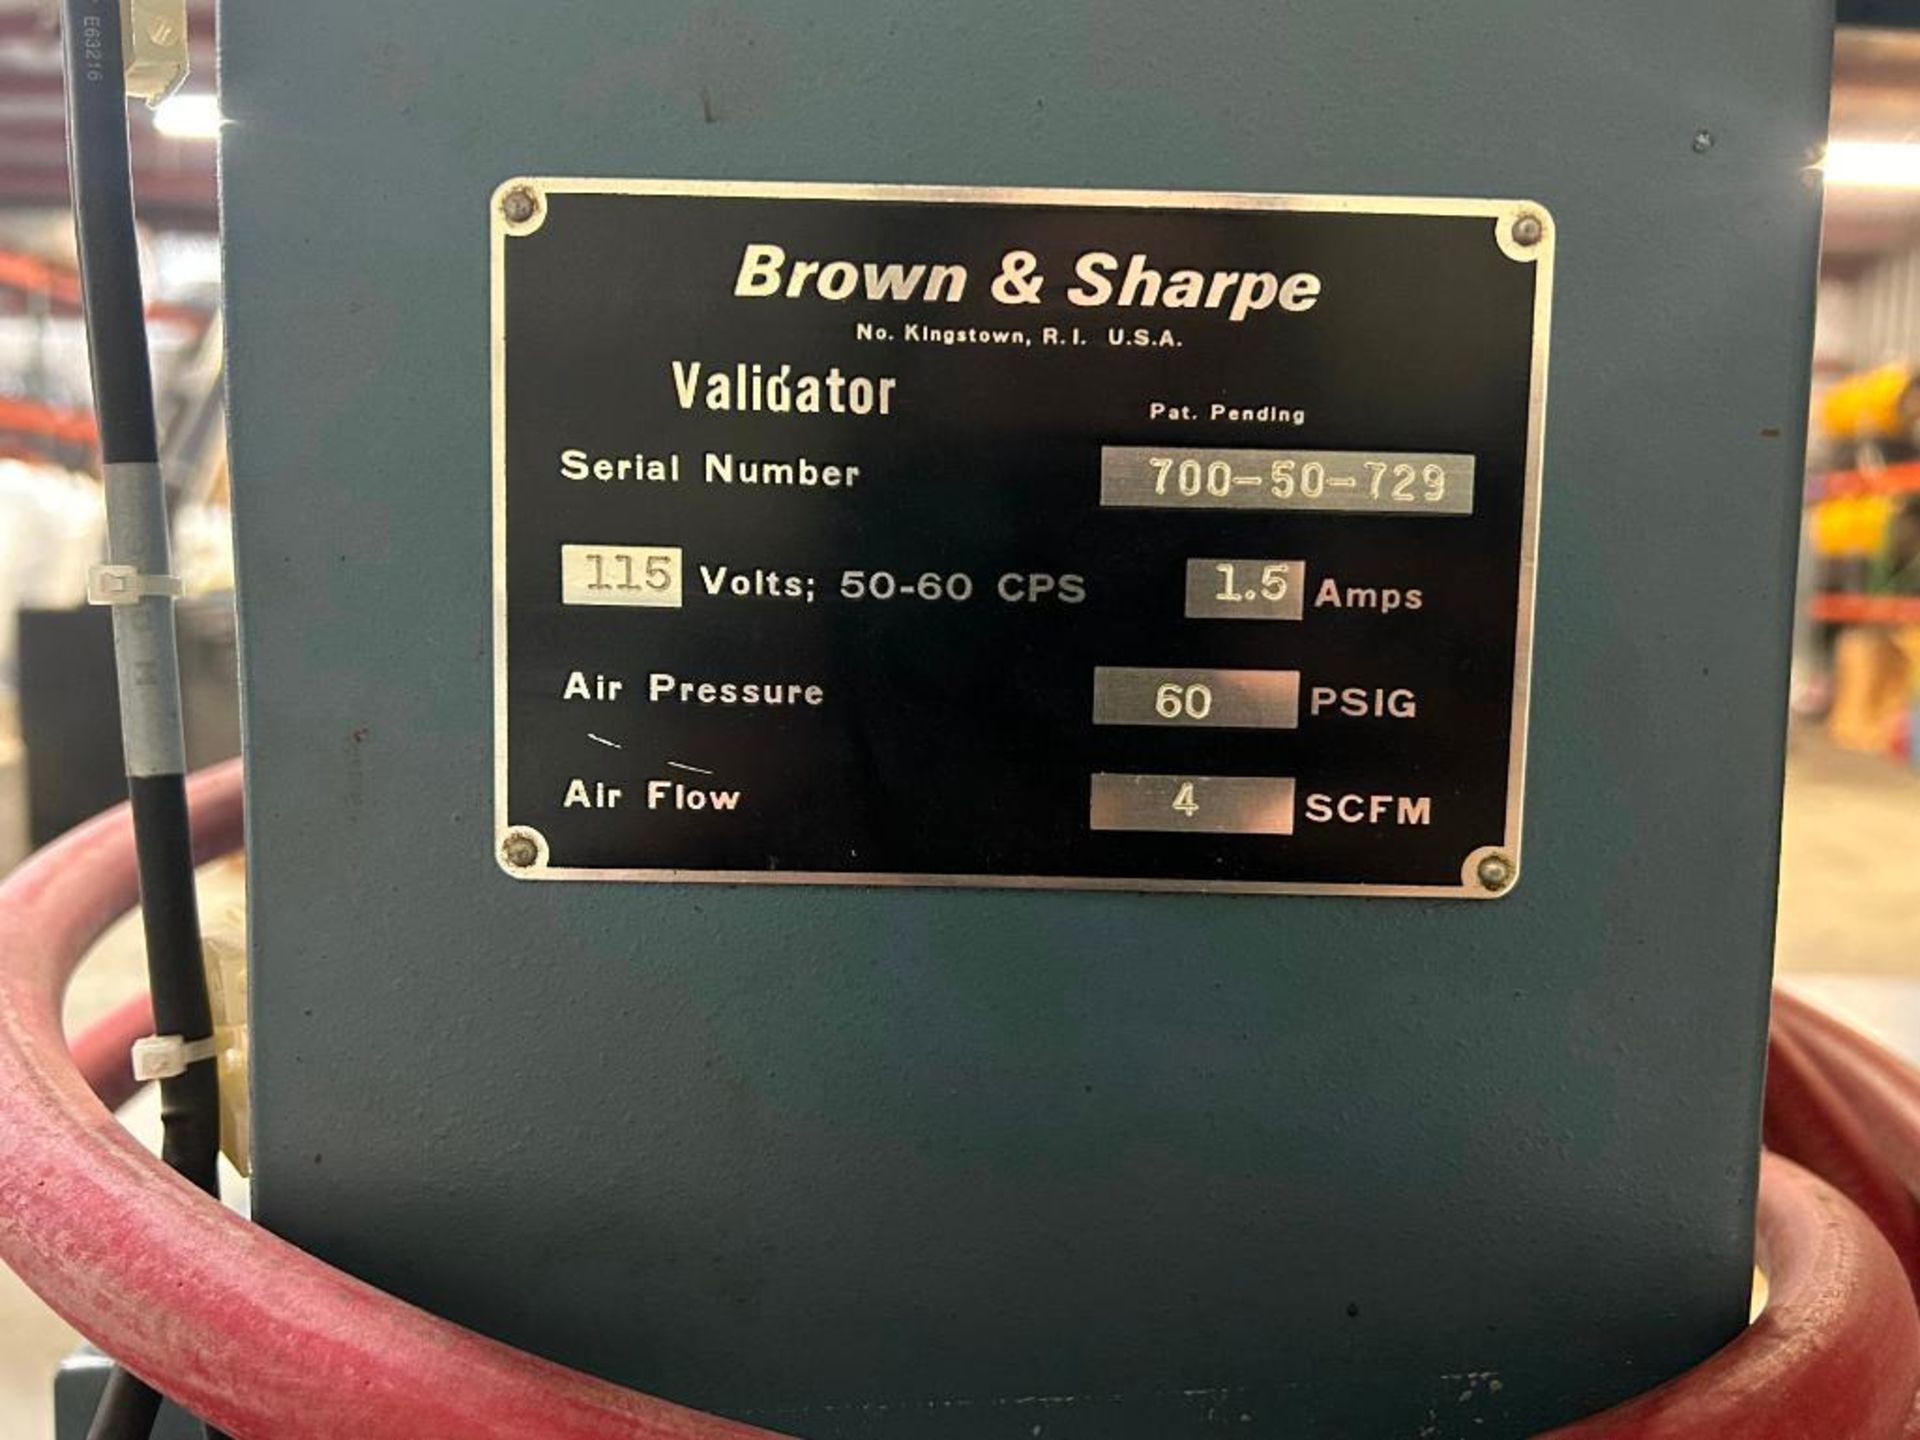 E63216
Brown & Sharpe
No. Kingstown, R.I. U.S.A.
Validator
Pat. Pending
Serial Number 700-50-729
115 Volts; 50-60 CPS 1.5 Amps
Air Pressure 60 PSIG
Air Flow 4 SCFM